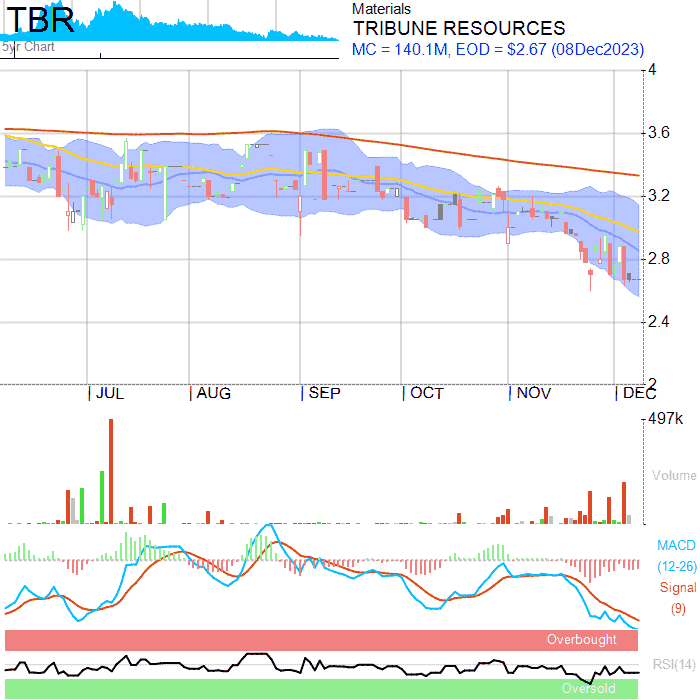 TBR
5yr Chart
Materials
TRIBUNE RESOURCES
MC = 140.1M, EOD = $2.67 (08Dec2023)
4
3.6
3.2
2.8
2.4
2
JUL AUG SEP OCT NOV DEC
497k
Volume
MACD
(12-26)
Signal
(9)
Overbought
RSI(14)
Oversold